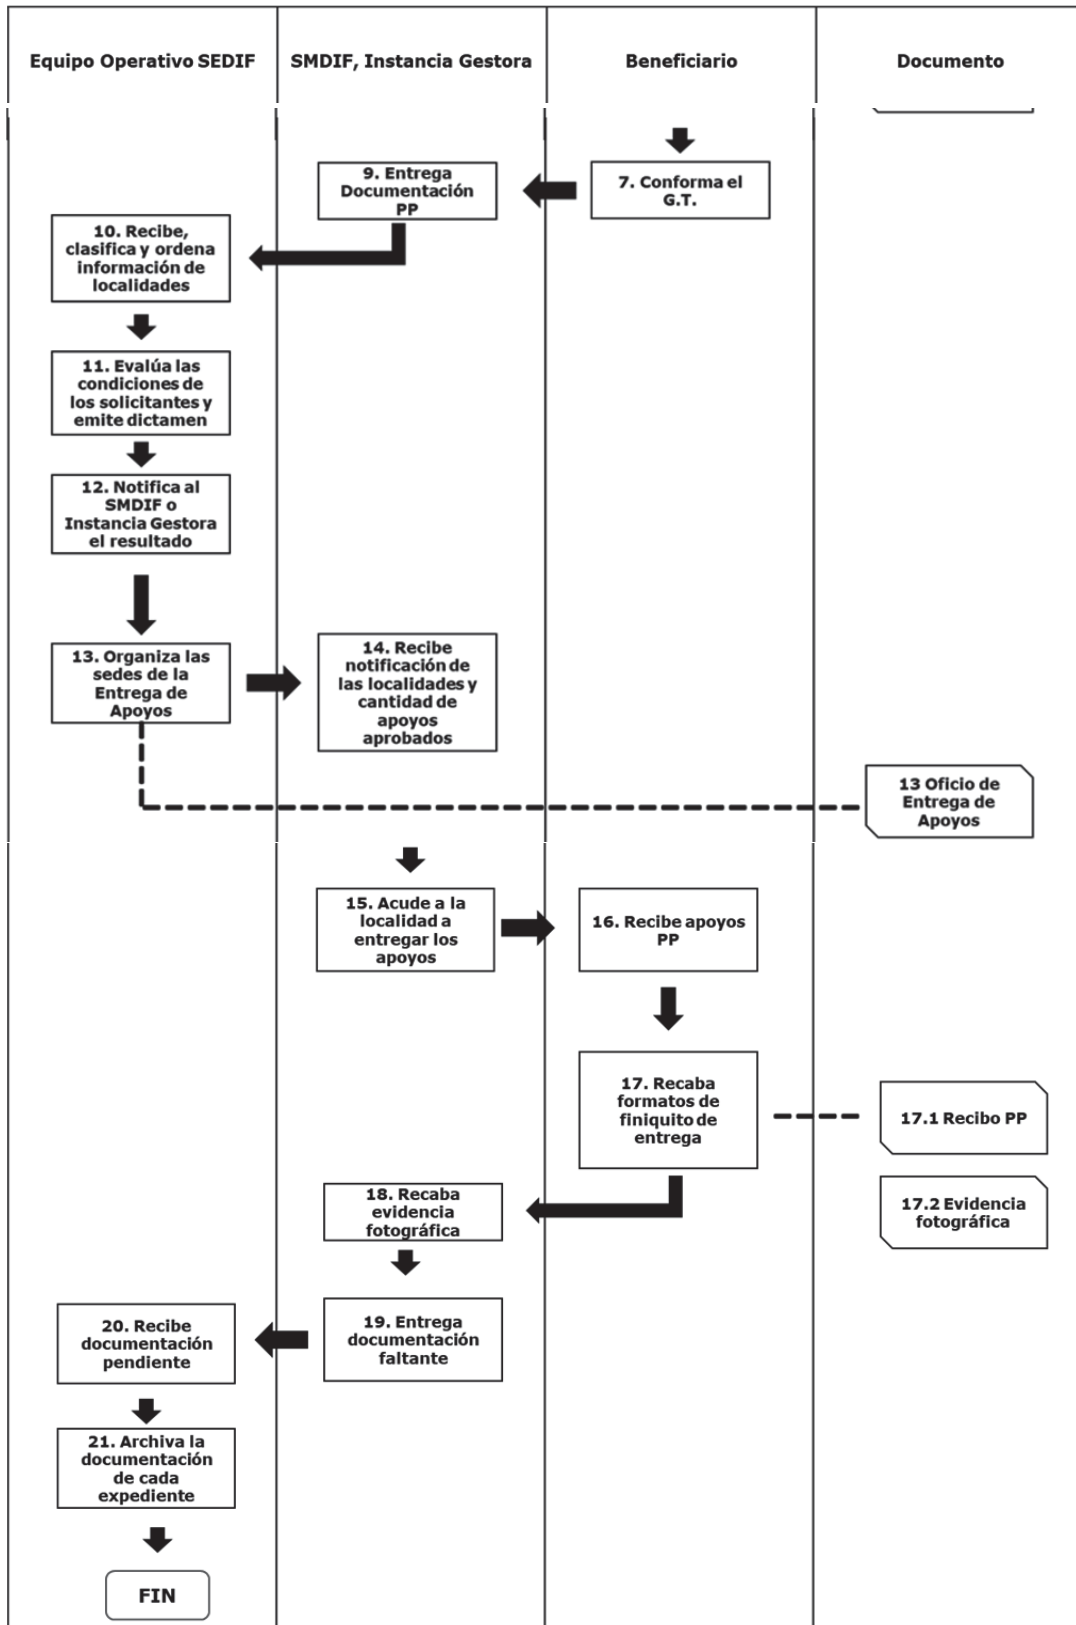 Equipo Operativo SEDIF
SMDIF, Instancia Gestora
Beneficiario
Documento
7. Conforma el
G.T.
9. Entrega
Documentación
PP
10. Recibe,
clasifica y ordena
información de
localidades
11. Evalúa las
condiciones de
los solicitantes y
emite dictamen
12. Notifica al
SMDIF o
Instancia Gestora
el resultado
13. Organiza las
sedes de la
Entrega de
Apoyos
14. Recibe
notificación de
las localidades y
cantidad de
apoyos
aprobados
13 Oficio de
Entrega de
Apoyos
15. Acude a la
localidad a
entregar los
apoyos
16. Recibe apoyos
PP
17. Recaba
formatos de
finiquito de
entrega
17.1 Recibo PP
17.2 Evidencia
fotográfica
18. Recaba
evidencia
fotográfica
19. Entrega
documentación
faltante
20. Recibe
documentación
pendiente
21. Archiva la
documentación
de cada
expediente
FIN